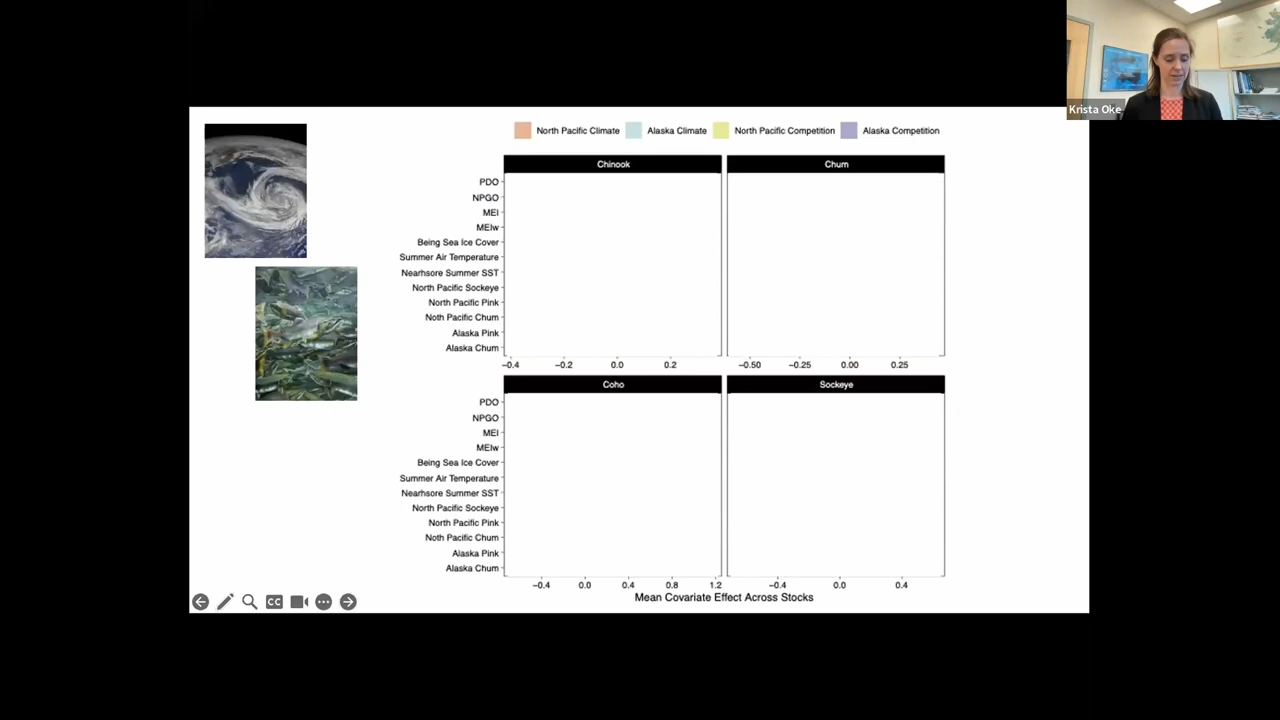 Krista Oke
North Pacific Climate Alaska Climate North Pacific Competition Alaska Competition
Chinook Chum
PDO
NPGO
MEI
MEIw
Being Sea Ice Cover
Summer Air Temperature
Nearhsore Summer SST
North Pacific Sockeye
North Pacific Pink
Noth Pacific Chum
Alaska Pink
Alaska Chum
−0.4 −0.2 0.0 0.2 −0.50 −0.25 0.00 0.25
Coho Sockeye
PDO
NPGO
MEI
MEIw
Being Sea Ice Cover
Summer Air Temperature
Nearhsore Summer SST
North Pacific Sockeye
North Pacific Pink
Noth Pacific Chum
Alaska Pink
Alaska Chum
−0.4 0.0 0.4 0.8 1.2 −0.4 0.0 0.4
Mean Covariate Effect Across Stocks
CC